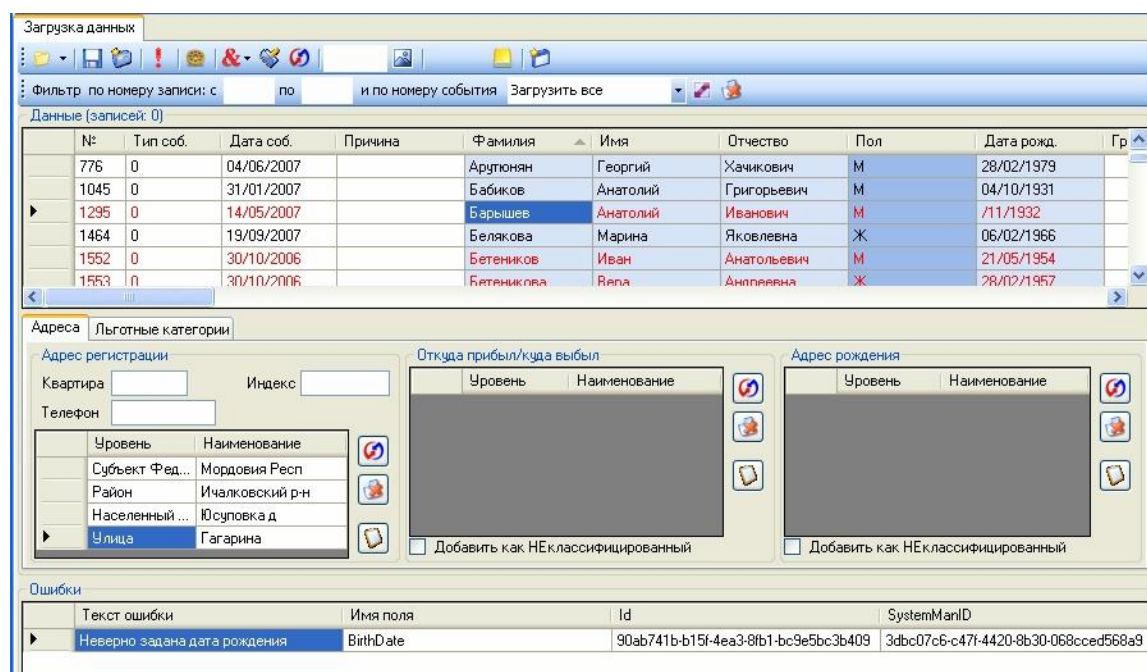 Загрузка данных
Фильтр по номеру записи: с по и по номеру события Загрузить все
Данные (записей: 0)
№ Тип соб. Дата соб. Причина Фамилия Имя Отчество Пол Дата рожд. Гр
776 0 04/06/2007 Арутюнян Георгий Хачикович М 28/02/1979
1045 0 31/01/2007 Бабиков Анатолий Григорьевич М 04/10/1931
1295 0 14/05/2007 Барышев Анатолий Иванович М /11/1932
1464 0 19/09/2007 Белякова Марина Яковлевна Ж 06/02/1966
1552 0 30/10/2006 Бетеников Иван Анатольевич М 21/05/1954
1553 0 30/10/2006 Бетеникова Вера Андреевна Ж 28/02/1957
Адреса Льготные категории
Адрес регистрации
Квартира Индекс
Телефон
Уровень Наименование
Субъект Фед... Мордовия Респ
Район Ичалковский р-н
Населенный ... Юсуповка д
Улица Гагарина
Откуда прибыл/куда выбыл
Уровень Наименование
Добавить как НЕклассифицированный
Адрес рождения
Уровень Наименование
Добавить как НЕклассифицированный
Ошибки
Текст ошибки Имя поля Id SystemManID
Неверно задана дата рождения BirthDate 90ab741b-b15f-4ea3-8fb1-bc9e5bc3b409 3dbc07c6-c47f-4420-8b30-068cced568a9